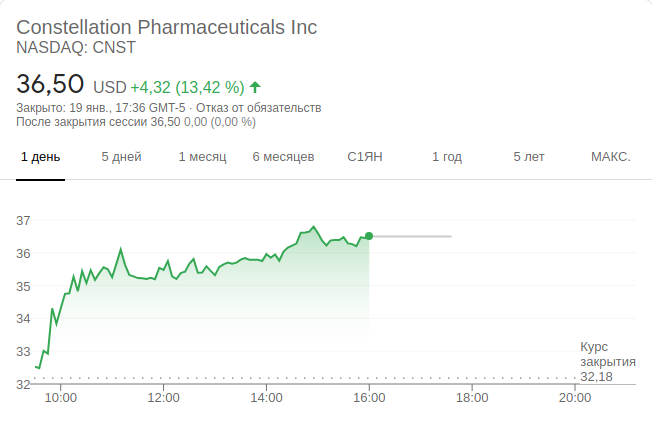 Constellation Pharmaceuticals Inc
NASDAQ: CNST
36,50 USD +4,32 (13,42 %)
Закрыто: 19 янв., 17:36 GMT-5 · Отказ от обязательств
После закрытия сессии 36,50 0,00 (0,00 %)
1 день 5 дней 1 месяц 6 месяцев С1ЯН 1 год 5 лет МАКС.
37
36
35
34
33
32
Курс
закрытия
32,18
10:00 12:00 14:00 16:00 18:00 20:00